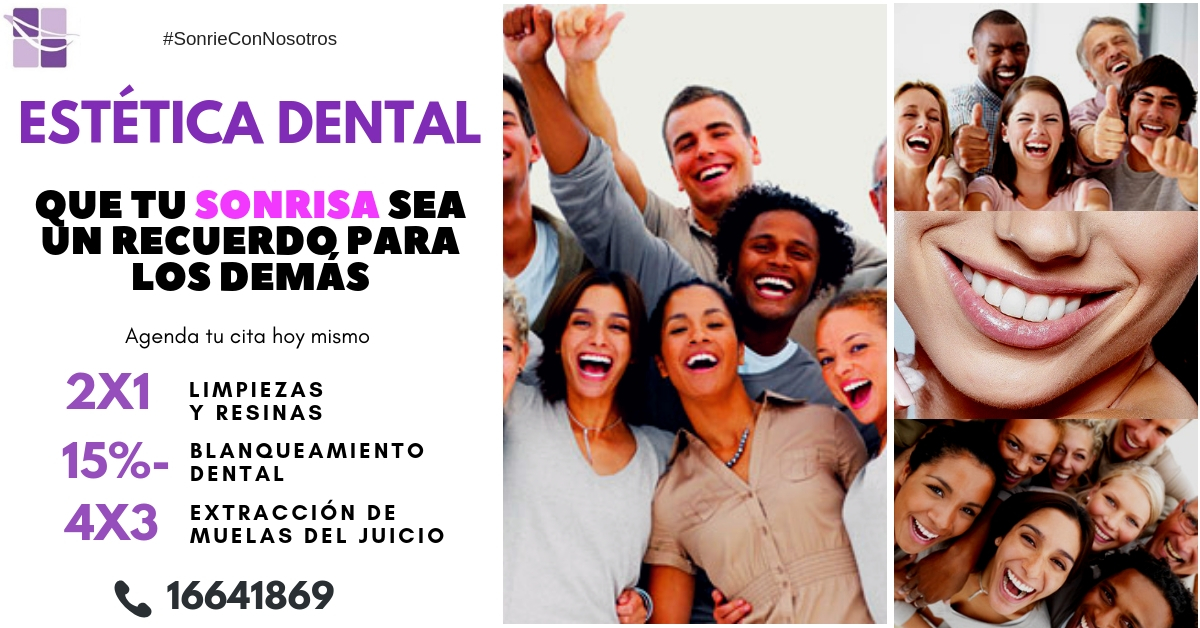 #SonrieConNosotros
ESTÉTICA DENTAL
QUE TU SONRISA SEA
UN RECUERDO PARA
LOS DEMÁS
Agenda tu cita hoy mismo
2X1
LIMPIEZAS
Y RESINAS
15%-
BLANQUEAMIENTO
DENTAL
4X3
EXTRACCIÓN DE
MUELAS DEL JUICIO
16641869